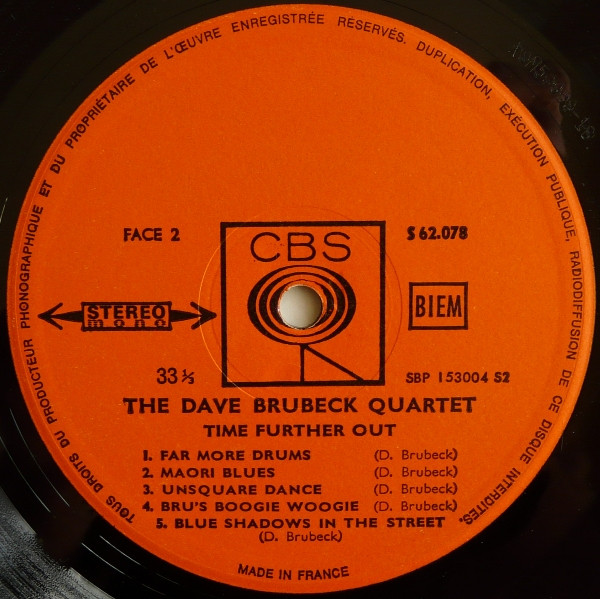 TOUS DROITS DU PRODUCTEUR PHONOGRAPHIQUE ET DU PROPRIÉTAIRE DE L'ŒUVRE ENREGISTRÉE RÉSERVÉS. DUPLICATION, EXÉCUTION PUBLIQUE, RADIODIFFUSION DE CE DISQUE INTERDITES.
FACE 2
CBS
S 62.078
STEREO
mono
BIEM
33 ⅓
SBP 153004 S2
THE DAVE BRUBECK QUARTET
TIME FURTHER OUT
1. FAR MORE DRUMS (D. Brubeck)
2. MAORI BLUES (D. Brubeck)
3. UNSQUARE DANCE (D. Brubeck)
4. BRU'S BOOGIE WOOGIE (D. Brubeck)
5. BLUE SHADOWS IN THE STREET
(D. Brubeck)
MADE IN FRANCE